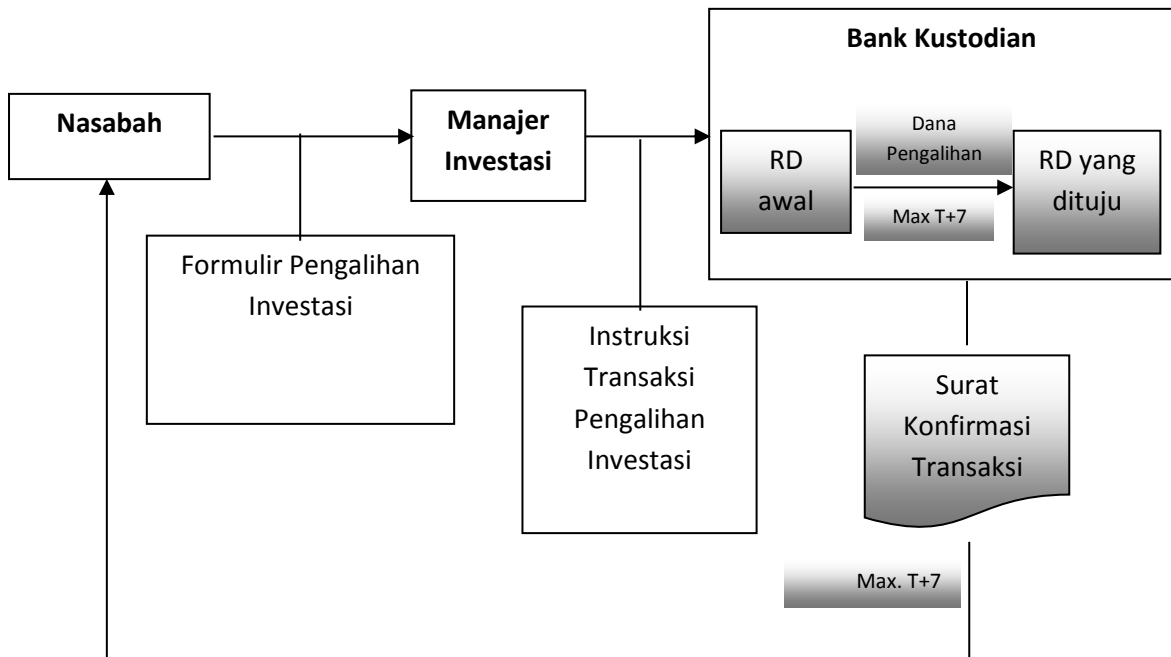 Bank Kustodian
Nasabah
Manajer
Investasi
RD
awal
Dana
Pengalihan
Max T+7
RD yang
dituju
Formulir Pengalihan
Investasi
Instruksi
Transaksi
Pengalihan
Investasi
Surat
Konfirmasi
Transaksi
Max. T+7